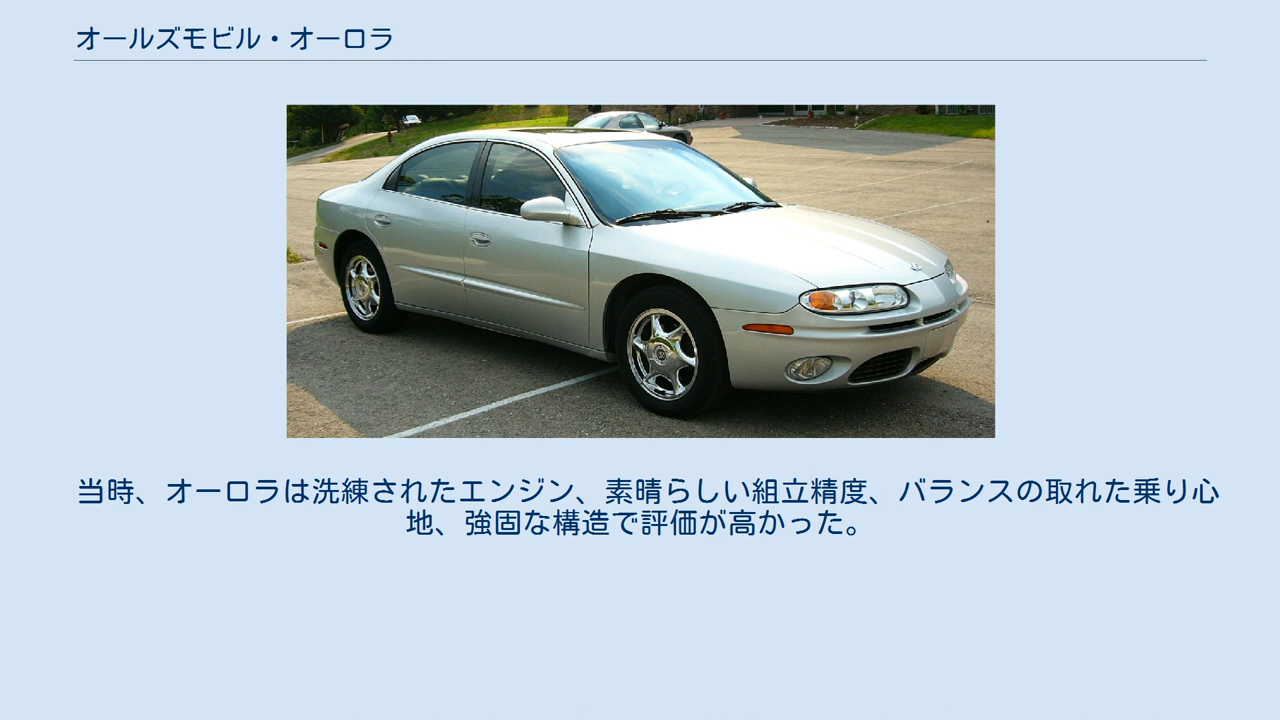 オールズモビル・オーロラ
当時、オーロラは洗練されたエンジン、素晴らしい組立精度、バランスの取れた乗り心
地、強固な構造で評価が高かった。